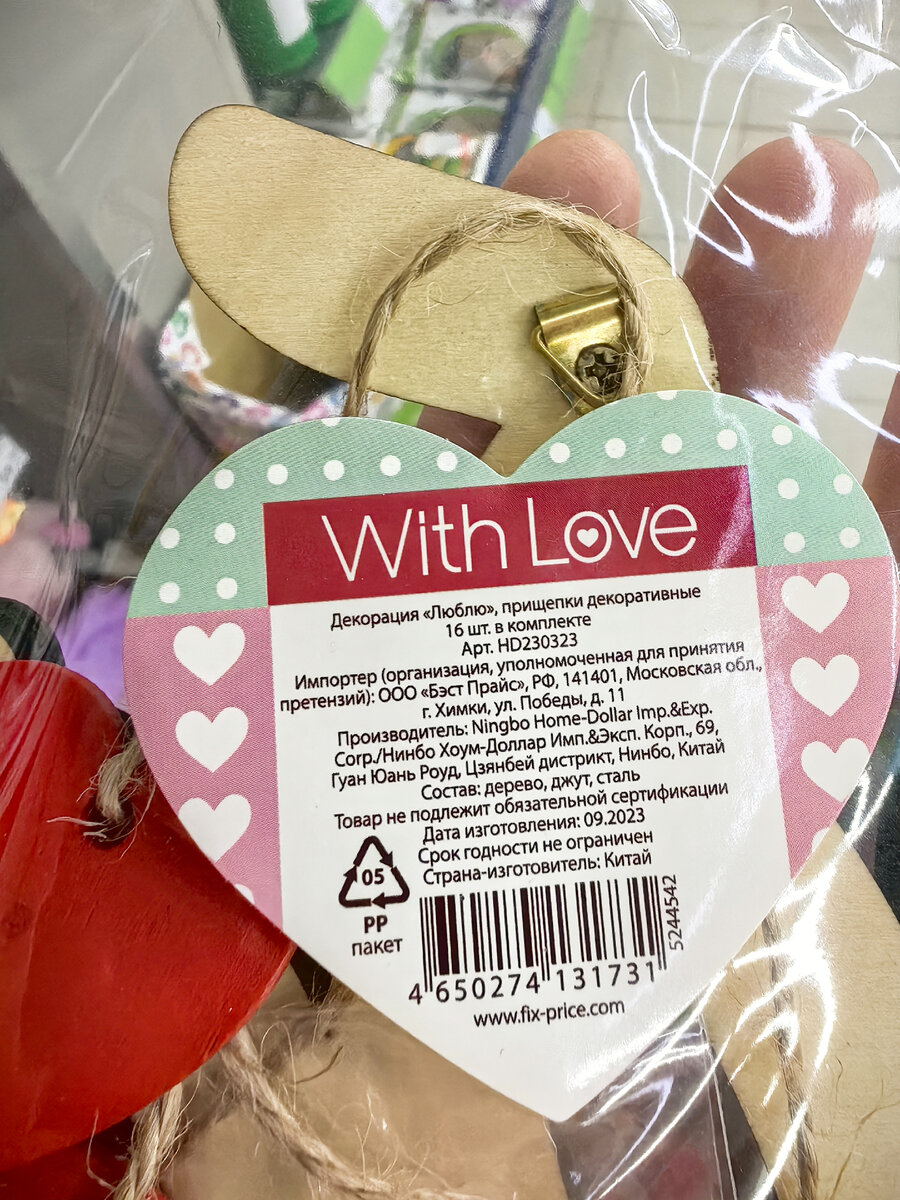 With Love
Декорация «Люблю», прищепки декоративные
16 шт. в комплекте
Арт. HD230323
Импортер (организация, уполномоченная для принятия
претензий): ООО «Бэст Прайс», РФ, 141401, Московская обл.,
г. Химки, ул. Победы, д. 11
Производитель: Ningbo Home-Dollar Imp.&Exp.
Corp./Нинбо Хоум-Доллар Имп.&Эксп. Корп., 69,
Гуан Юань Роуд, Цзянбей дистрикт, Нинбо, Китай
Состав: дерево, джут, сталь
Товар не подлежит обязательной сертификации
Дата изготовления: 09.2023
Срок годности не ограничен
Страна-изготовитель: Китай
05
PP
пакет
5244542
4 650274 131731
www.fix-price.com